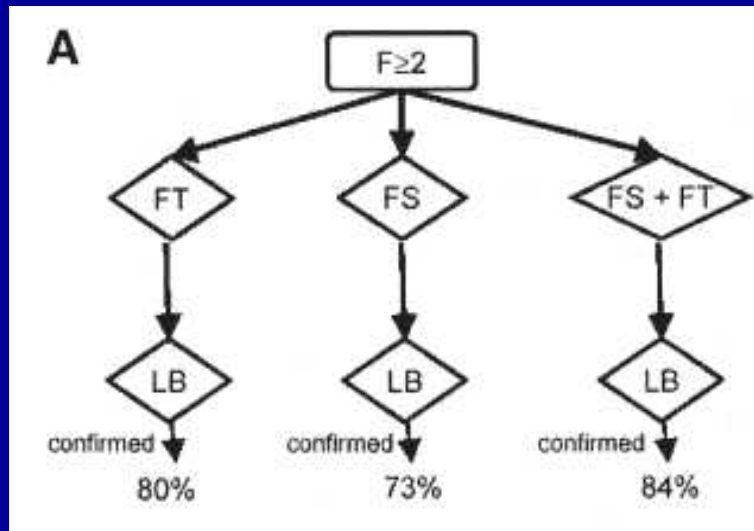 A
F≥2
FT
FS
FS + FT
LB
LB
LB
confirmed
confirmed
confirmed
80%
73%
84%